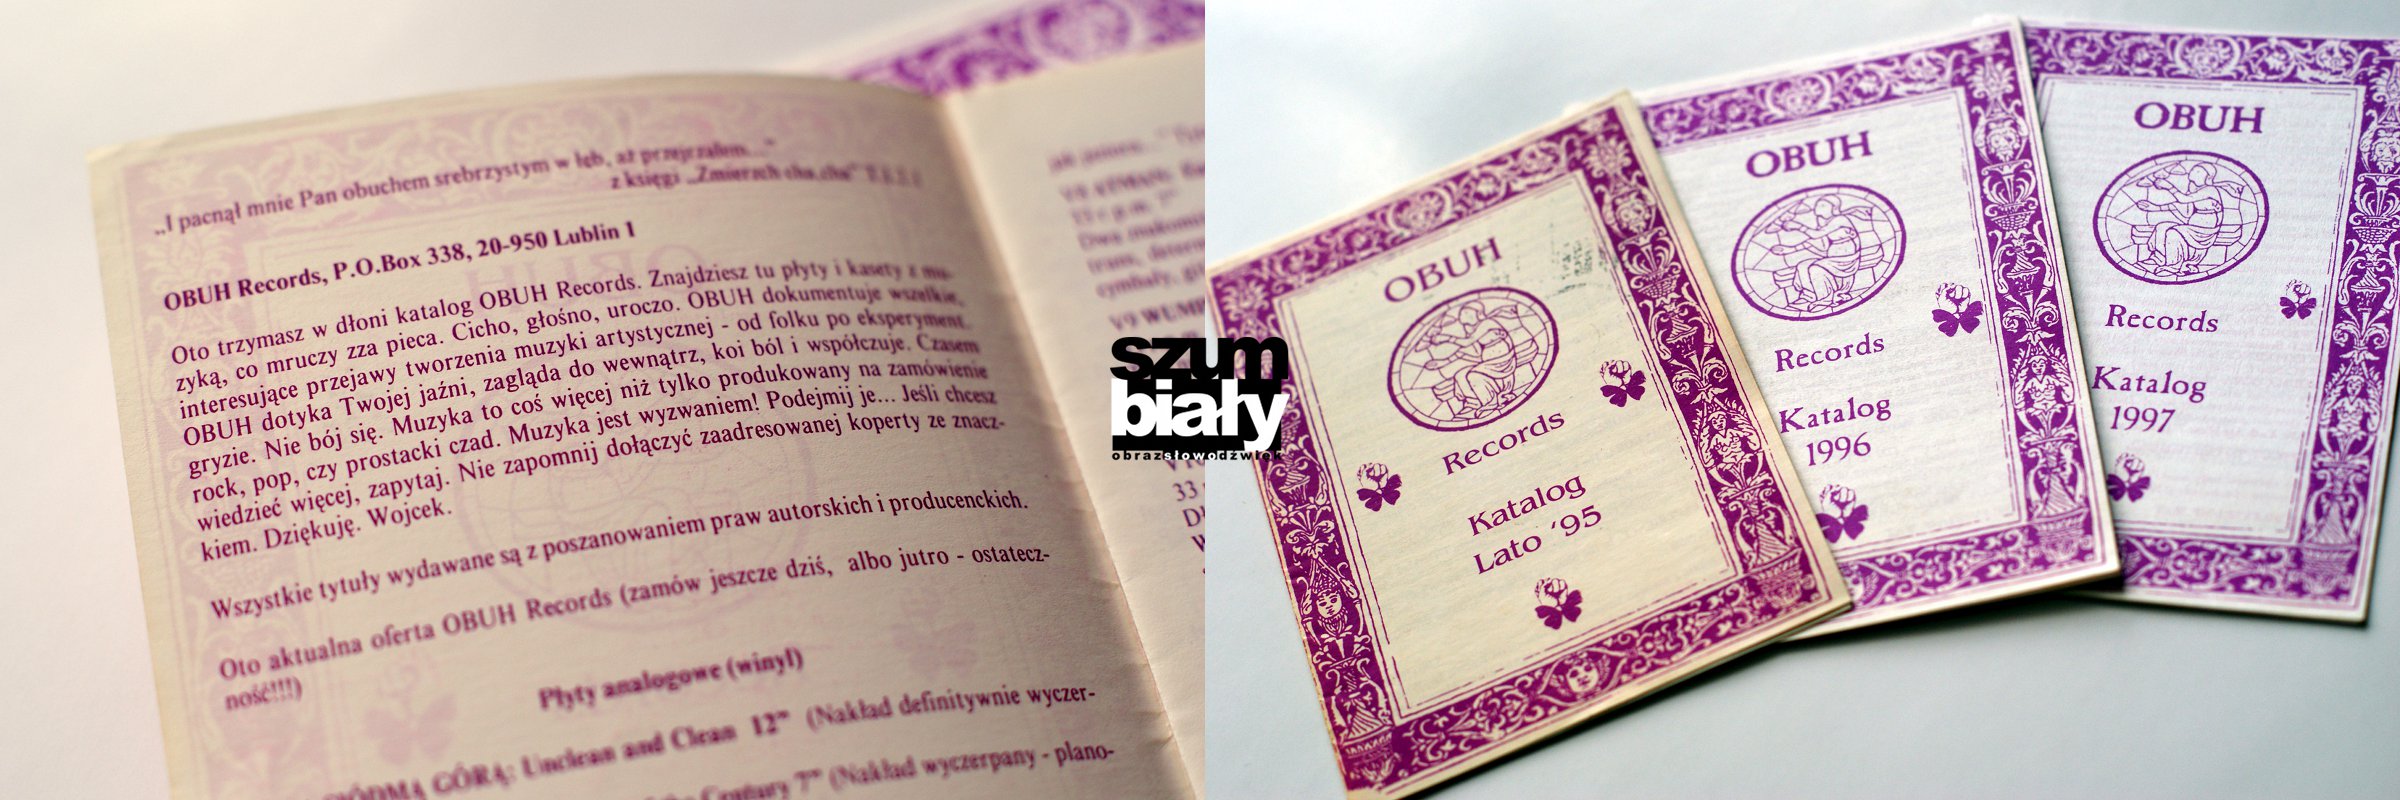 „I pacnął mnie Pan obuchem srebrzystym w łeb, aż przejrzałem..."
z księgi „Zmierzch cha,cha"
OBUH Records, P.O.Box 338, 20-950 Lublin 1
Oto trzymasz w dłoni katalog OBUH Records. Znajdziesz tu płyty i kasety z mu-
zyką, co mruczy zza pieca. Cicho, głośno, uroczo. OBUH dokumentuje wszelkie,
interesujące przejawy tworzenia muzyki artystycznej - od folku po eksperyment.
OBUH dotyka Twojej jaźni, zagląda do wewnątrz, koi ból i współczuje. Czasem
gryzie. Nie bój się. Muzyka to coś więcej niż tylko produkowany na zamówienie
rock, pop, czy prostacki czad. Muzyka jest wyzwaniem! Podejmij je... Jeśli chcesz
wiedzieć więcej, zapytaj. Nie zapomnij dołączyć zaadresowanej koperty ze znacz-
kiem. Dziękuję. Wojcek.
Wszystkie tytuły wydawane są z poszanowaniem praw autorskich i producenckich.
Oto aktualna oferta OBUH Records (zamów jeszcze dziś, albo jutro - ostatecz-
ność!!!)
Płyty analogowe (winyl)
GÓRĄ: Unclean and Clean 12" (Nakład definitywnie wyczer-
Century 7" (Nakład wyczerpany - plano-
szum
biały
obrazsłowodźwięk
OBUH
Records
Katalog
Lato '95
OBUH
Records
Katalog
1996
OBUH
Records
Katalog
1997